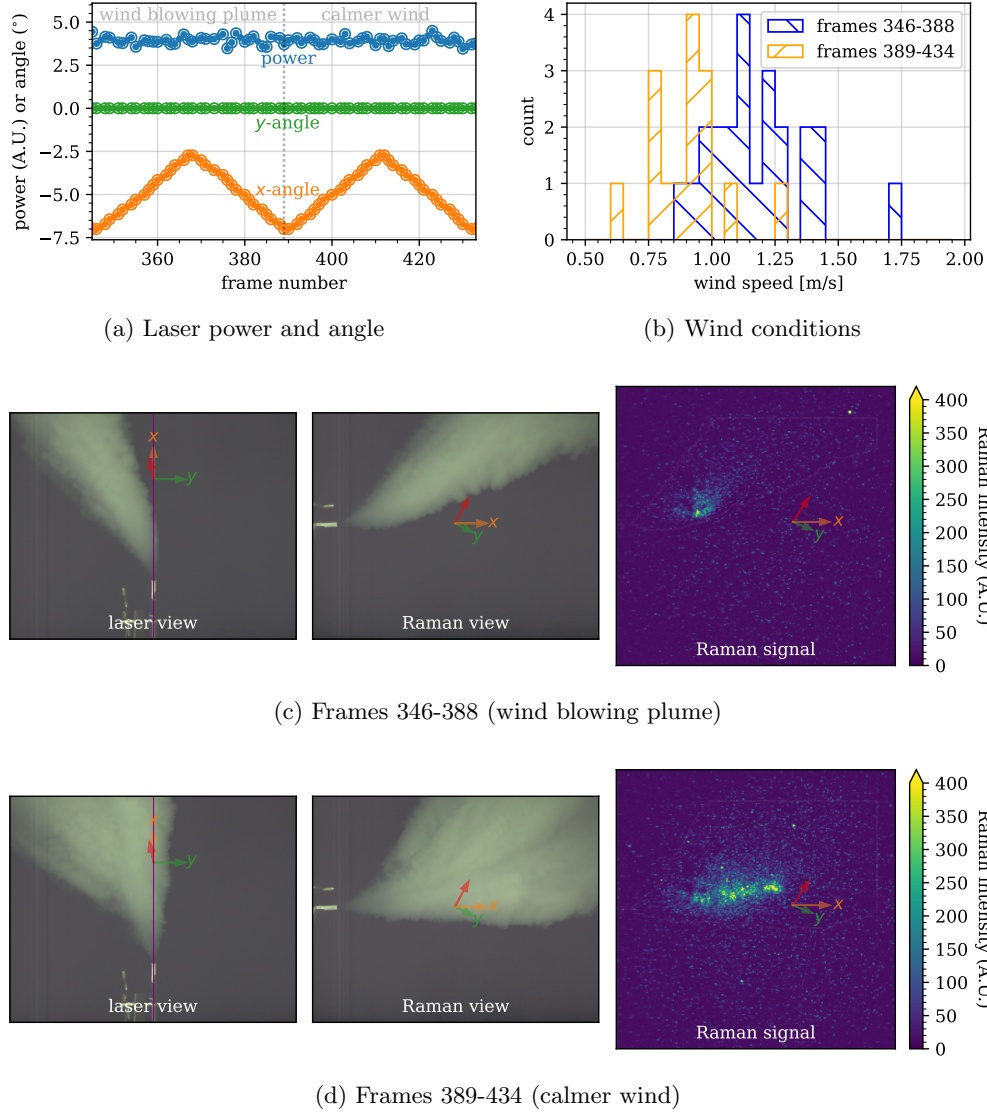 wind blowing plume
calmer wind
power
y-angle
x-angle
5.0
2.5
0.0
−2.5
−5.0
−7.5
power (A.U.) or angle (°)
360
380
400
420
frame number
(a) Laser power and angle
frames 346-388
frames 389-434
4
3
2
1
0
count
0.50
0.75
1.00
1.25
1.50
1.75
2.00
wind speed [m/s]
(b) Wind conditions
x
y
laser view
x
y
Raman view
x
y
Raman signal
400
350
300
250
200
150
100
50
0
Raman Intensity (A.U.)
(c) Frames 346-388 (wind blowing plume)
x
y
laser view
x
y
Raman view
x
y
Raman signal
400
350
300
250
200
150
100
50
0
Raman Intensity (A.U.)
(d) Frames 389-434 (calmer wind)